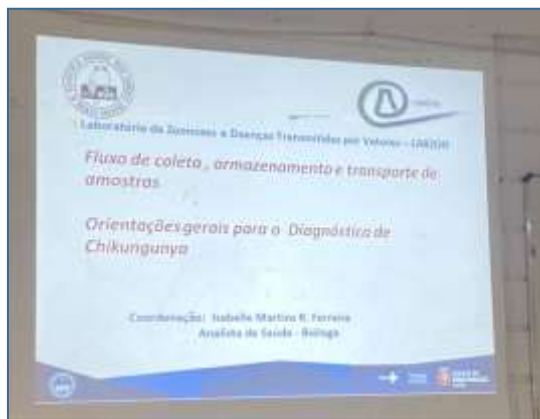 Laboratório de Zoonoses e Doenças Transmitidas por Vetores – LABZOO
Fluxo de coleta , armazenamento e transporte de
amostras
Orientações gerais para o Diagnóstico de
Chikungunya
Coordenação: Isabelle Martins R. Ferreira
Analista de Saúde - Bióloga